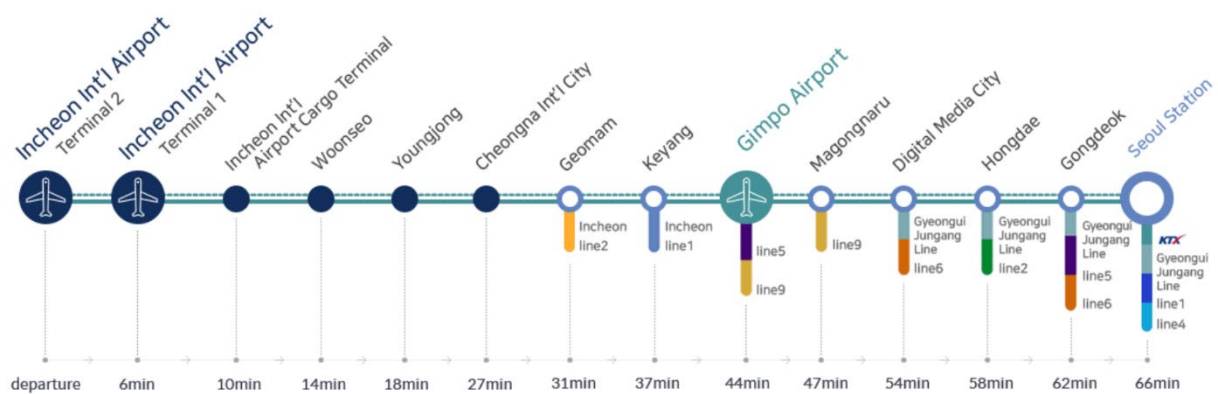 Incheon Int'l Airport
Terminal 2
Incheon Int'l Airport
Terminal 1
Incheon Int'l
Airport Cargo Terminal
Woonseo
Youngjong
Cheongna Int'l City
Geomam
Keyang
Gimpo Airport
Magongnaru
Digital Media City
Hongdae
Gongdeok
Seoul Station
Incheon
line2
Incheon
line1
line5
line9
line9
Gyeongui
Jungang
Line
line6
Gyeongui
Jungang
Line
line2
Gyeongui
Jungang
Line
line5
line6
KTX
Gyeongui
Jungang
Line
line1
line4
departure
6min
10min
14min
18min
27min
31min
37min
44min
47min
54min
58min
62min
66min